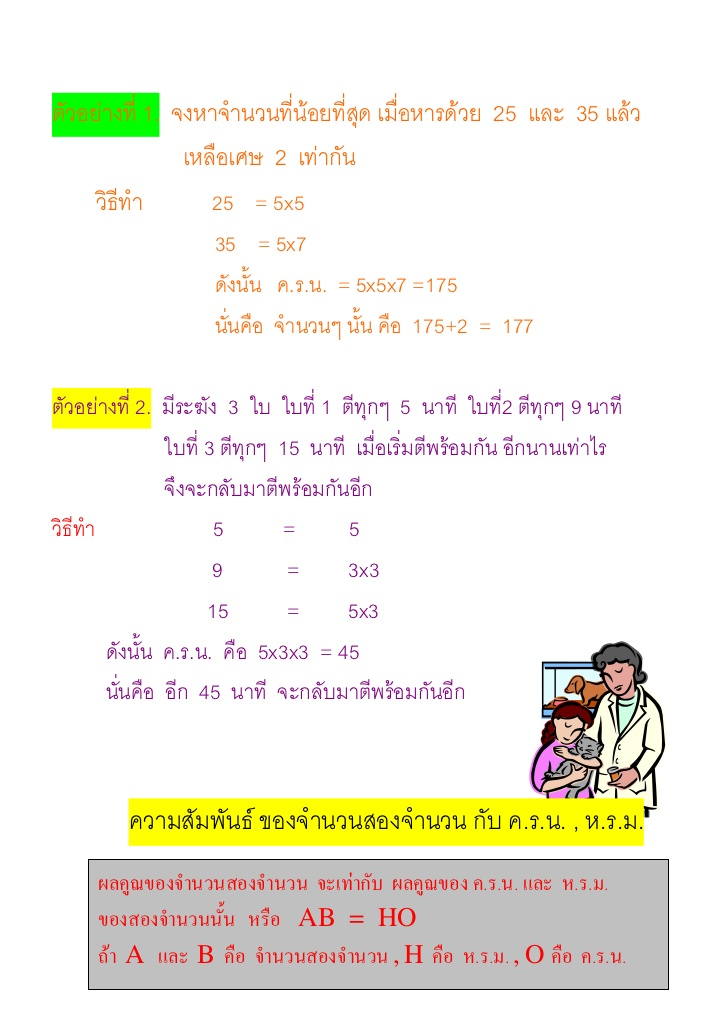 ตัวอย่างที่ 1. จงหาจำนวนที่น้อยที่สุด เมื่อหารด้วย 25 และ 35 แล้ว
เหลือเศษ 2 เท่ากัน
วิธีทำ 25 = 5x5
35 = 5x7
ดังนั้น ค.ร.น. = 5x5x7 =175
นั่นคือ จำนวนๆ นั้น คือ 175+2 = 177
ตัวอย่างที่ 2. มีระฆัง 3 ใบ ใบที่ 1 ตีทุกๆ 5 นาที ใบที่2 ตีทุกๆ 9 นาที
ใบที่ 3 ตีทุกๆ 15 นาที เมื่อเริ่มตีพร้อมกัน อีกนานเท่าไร
จึงจะกลับมาตีพร้อมกันอีก
วิธีทำ 5 = 5
9 = 3x3
15 = 5x3
ดังนั้น ค.ร.น. คือ 5x3x3 = 45
นั่นคือ อีก 45 นาที จะกลับมาตีพร้อมกันอีก
ความสัมพันธ์ ของจำนวนสองจำนวน กับ ค.ร.น. , ห.ร.ม.
ผลคูณของจำนวนสองจำนวน จะเท่ากับ ผลคูณของ ค.ร.น. และ ห.ร.ม.
ของสองจำนวนนั้น หรือ AB = HO
ถ้า A และ B คือ จำนวนสองจำนวน , H คือ ห.ร.ม. , O คือ ค.ร.น.